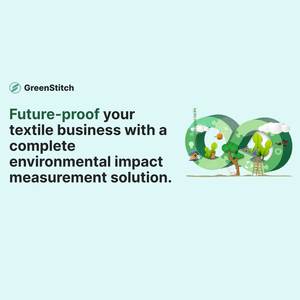 GreenStitch
Future-proof your
textile business with a
complete
environmental impact
measurement solution.